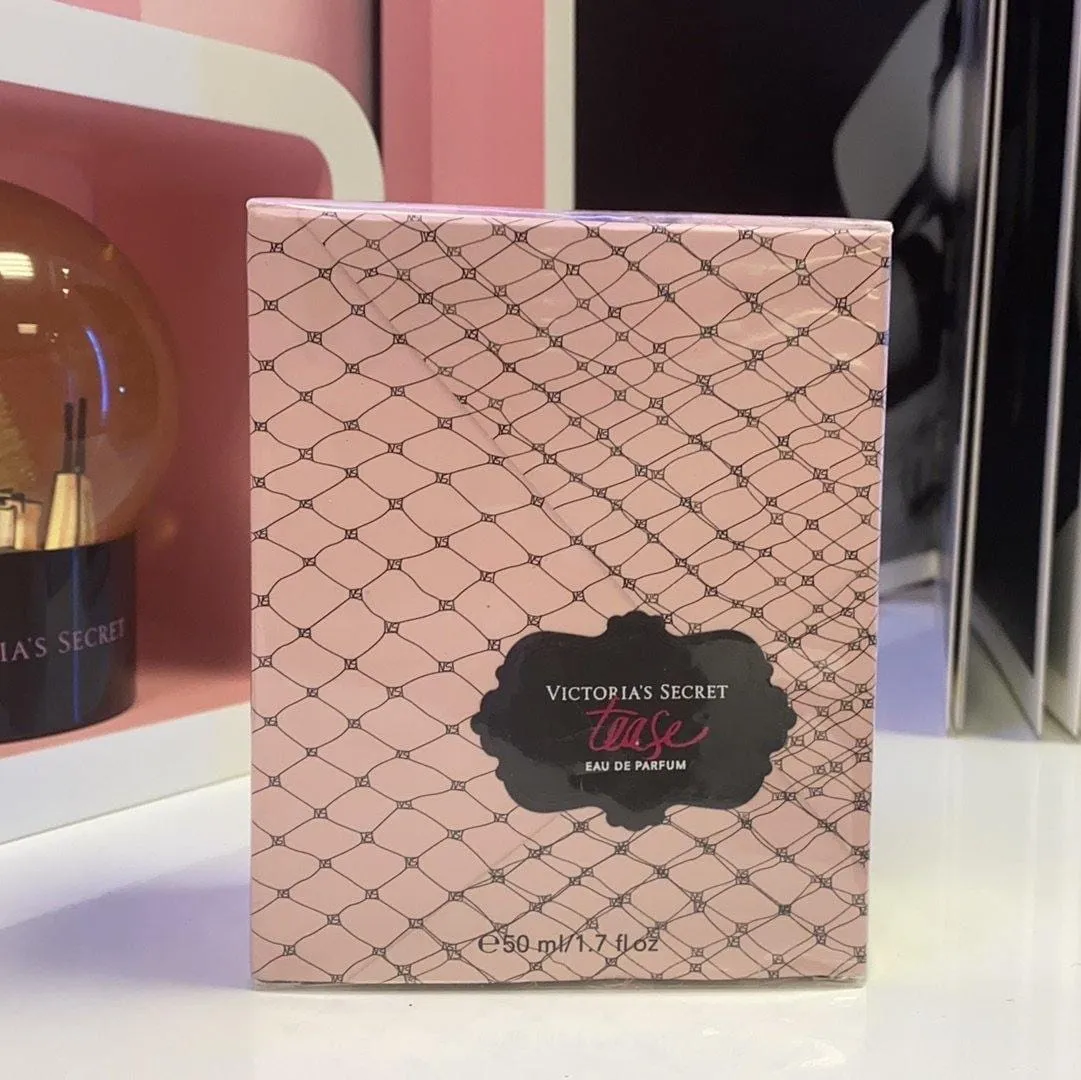 IA'S SECRET
VICTORIA'S SECRET
tease
EAU DE PARFUM
℮50 ml/1.7 fl oz